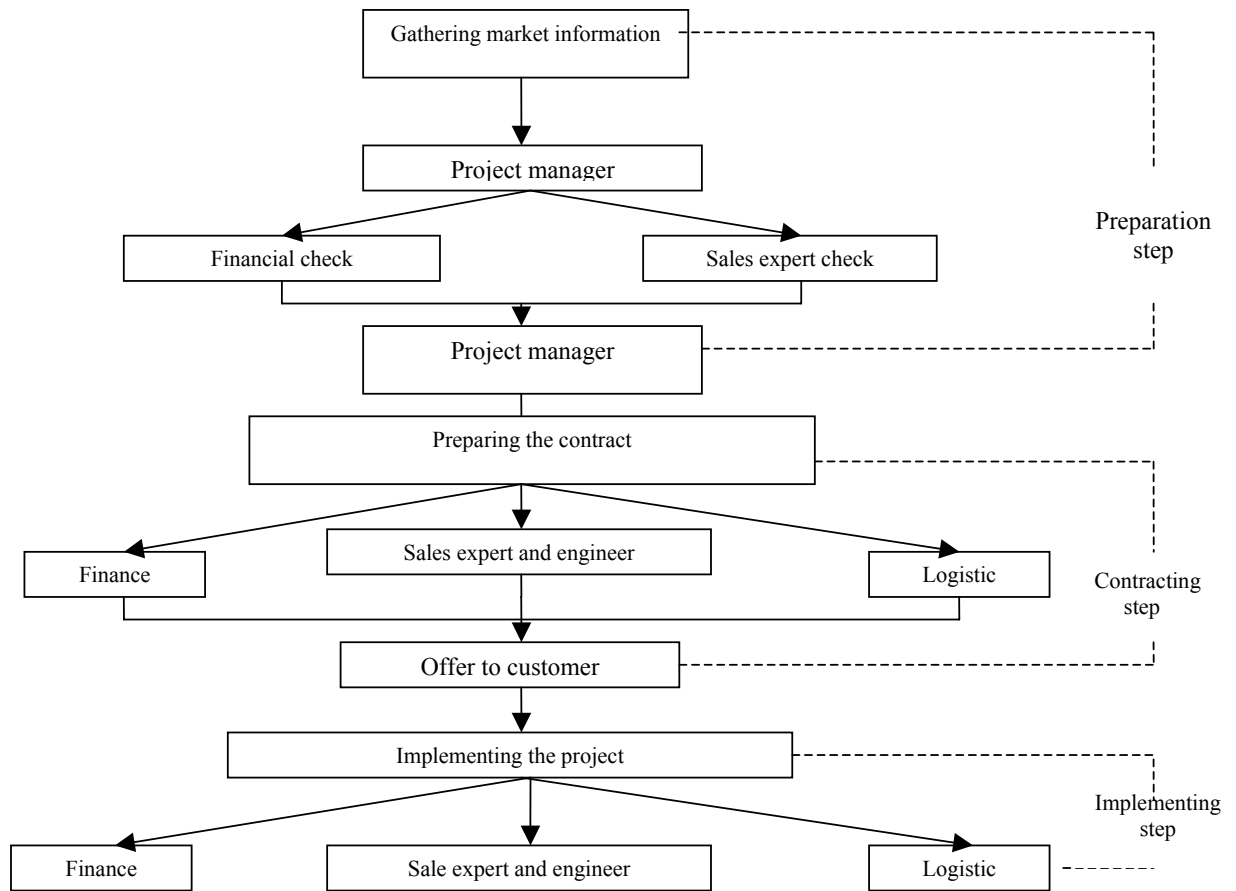 Gathering market information
Project manager
Financial check
Sales expert check
Preparation
step
Project manager
Preparing the contract
Sales expert and engineer
Finance
Logistic
Contracting
step
Offer to customer
Implementing the project
Implementing
step
Finance
Sale expert and engineer
Logistic